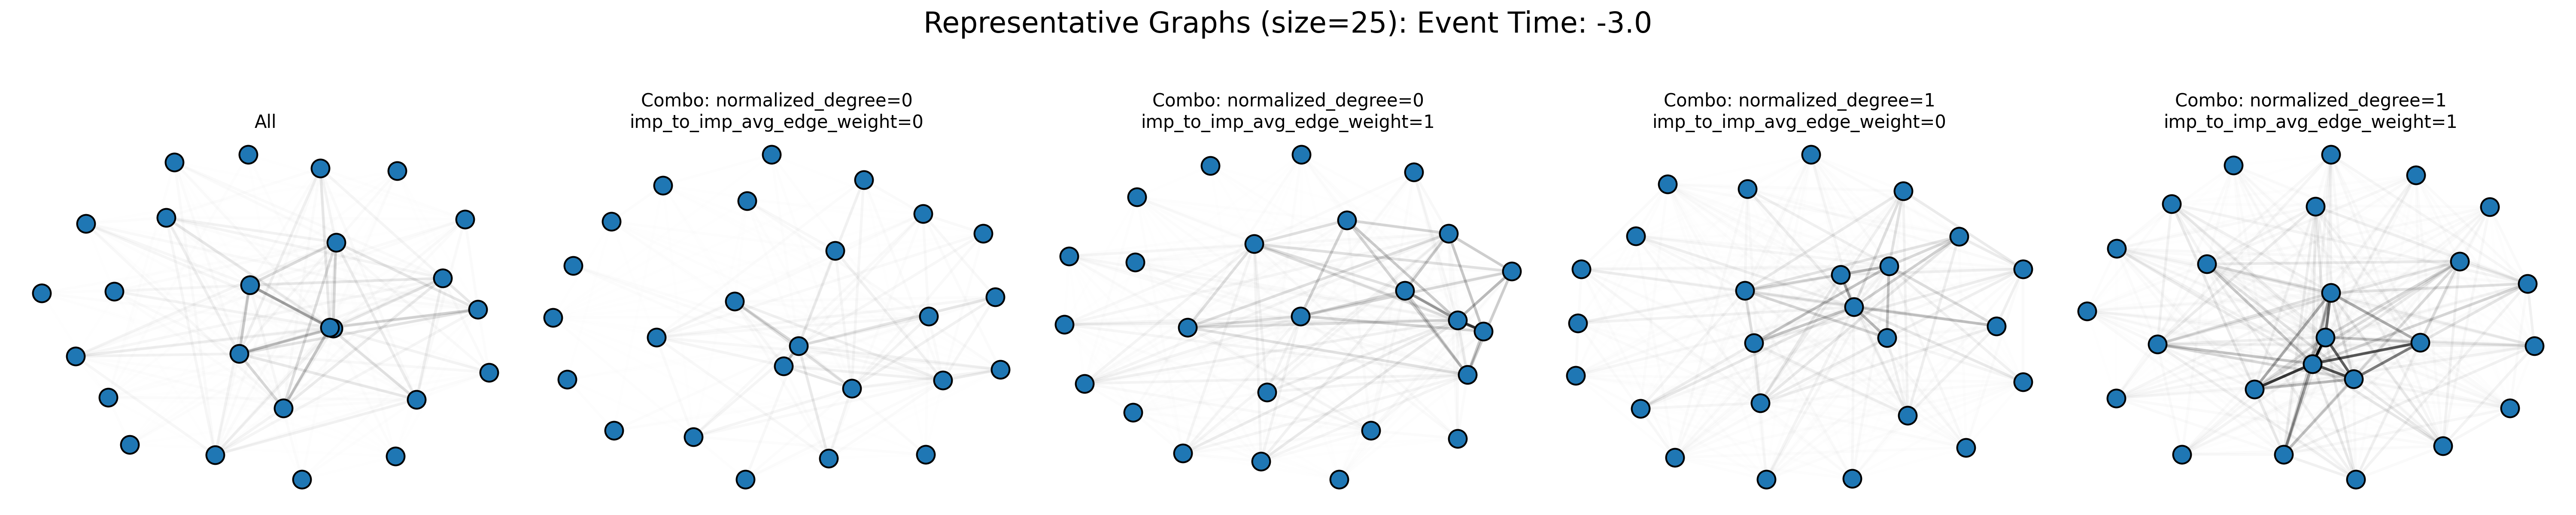 Representative Graphs (size=25): Event Time: -3.0
All
Combo: normalized_degree=0
imp_to_imp_avg_edge_weight=0
Combo: normalized_degree=0
imp_to_imp_avg_edge_weight=1
Combo: normalized_degree=1
imp_to_imp_avg_edge_weight=0
Combo: normalized_degree=1
imp_to_imp_avg_edge_weight=1